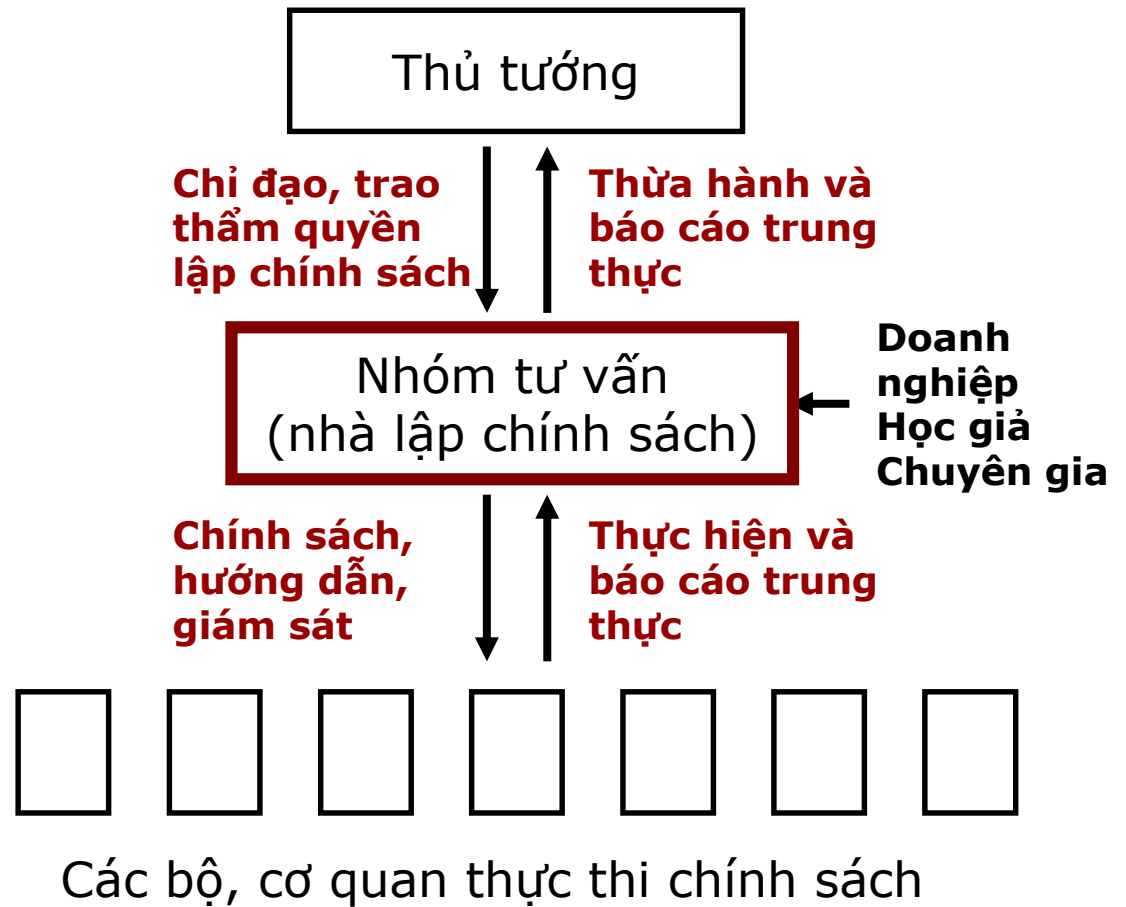 Thủ tướng
Chỉ đạo, trao
thẩm quyền
lập chính sách
Thừa hành và
báo cáo trung
thực
Nhóm tư vấn
(nhà lập chính sách)
Doanh
nghiệp
Học giả
Chuyên gia
Chính sách,
hướng dẫn,
giám sát
Thực hiện và
báo cáo trung
thực
Các bộ, cơ quan thực thi chính sách